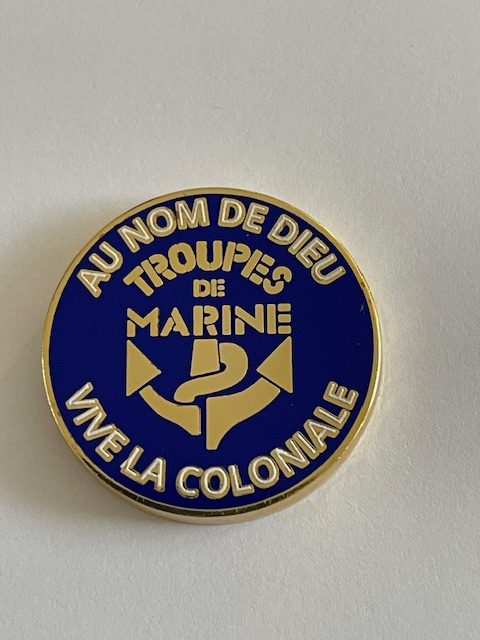 AU NOM DE DIEU
TROUPES
DE
MARINE
VIVE LA COLONIALE